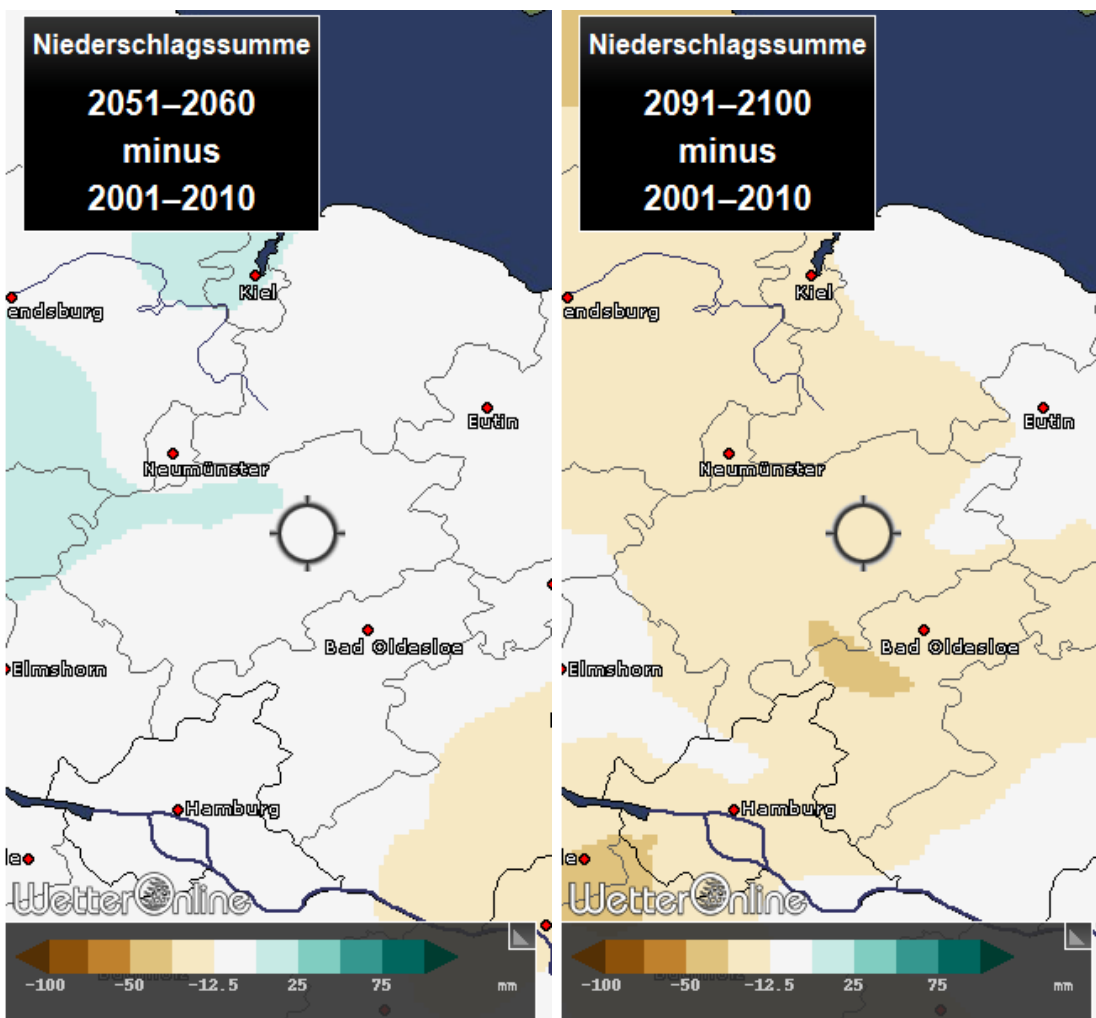 Niederschlagssumme
2051–2060
minus
2001–2010
Kiel
endsburg
Eutin
Neumünster
Bad Oldesloe
Elmshorn
Hamburg
le
WetterOnline
-100 -50 -12.5 25 75 mm
Niederschlagssumme
2091–2100
minus
2001–2010
Kiel
endsburg
Eutin
Neumünster
Bad Oldesloe
Elmshorn
Hamburg
de
WetterOnline
-100 -50 -12.5 25 75 mm